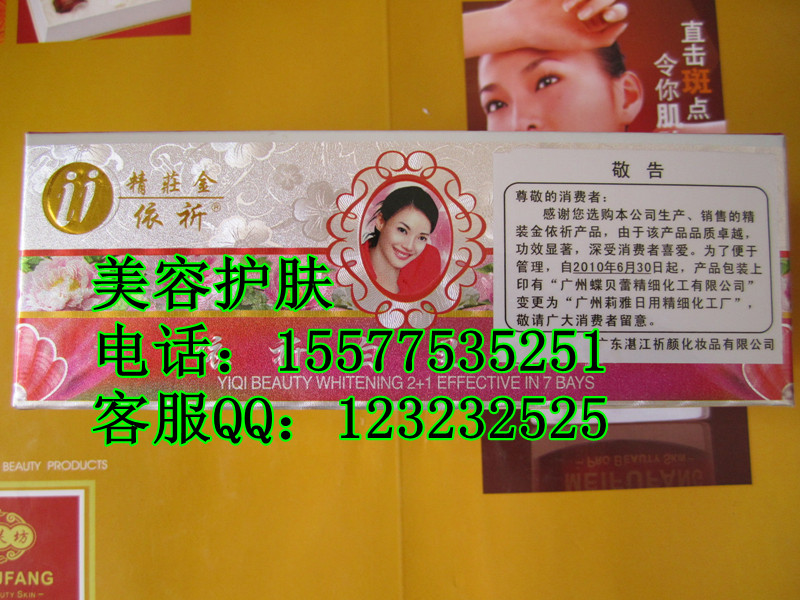 直击斑点
令你肌
精莊金
依祈®
敬 告
尊敬的消费者：
感谢您选购本公司生产、销售的精
装金依祈产品，由于该产品品质卓越，
功效显著，深受消费者喜爱。为了便于
管理，自2010年6月30日起，产品包装上
印有“广州蝶贝蕾精细化工有限公司”
变更为“广州莉雅日用精细化工厂”，
敬请广大消费者留意。
广东湛江祈颜化妆品有限公司
美容护肤
电话：15577535251
YIQI BEAUTY WHITENING 2+1 EFFECTIVE IN 7 BAYS
客服QQ：123232525
BEAUTY PRODUCTS
PRO BEAUTY SKIN
MEIFUFANG
坊
UFANG
UTY SKIN